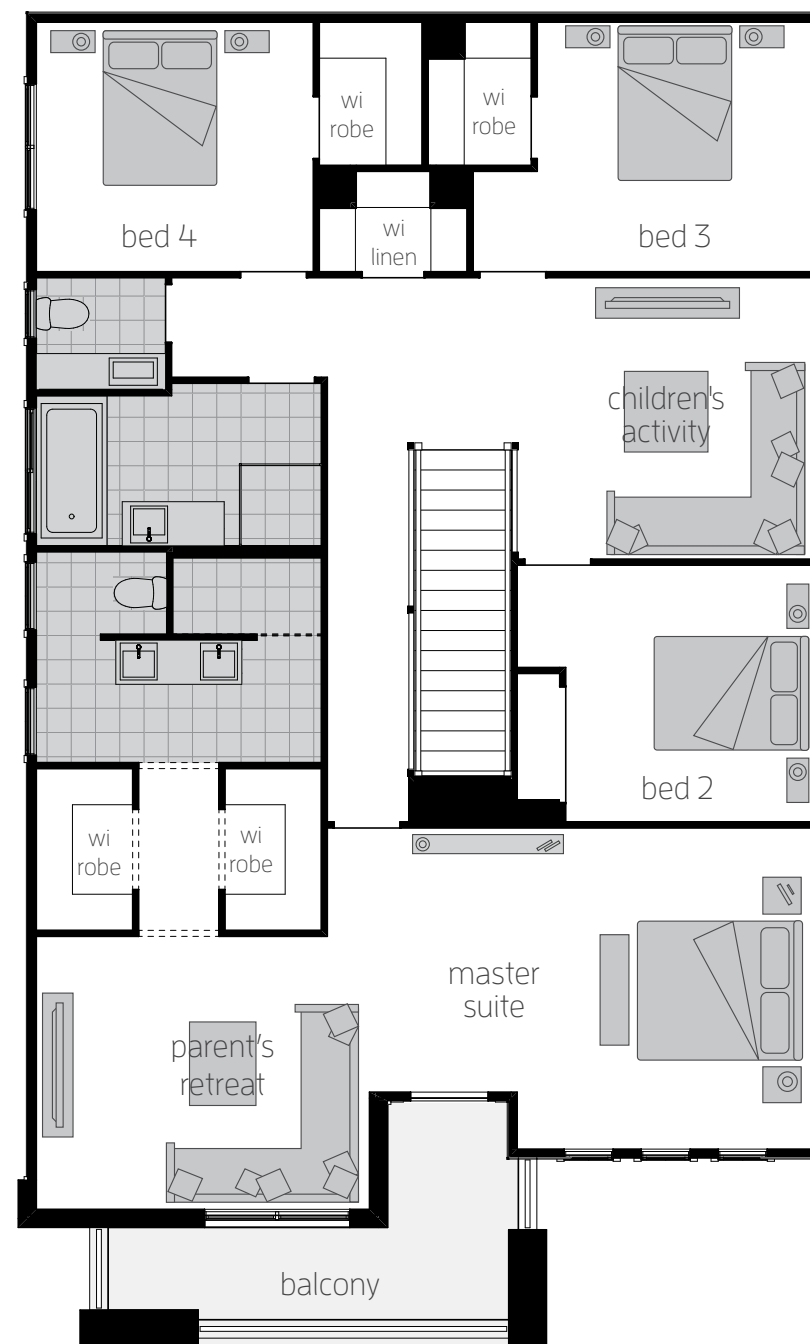 wi
robe
wi
robe
bed 4
wi
linen
bed 3
children's
activity
bed 2
wi
robe
wi
robe
master
suite
parent's
retreat
balcony